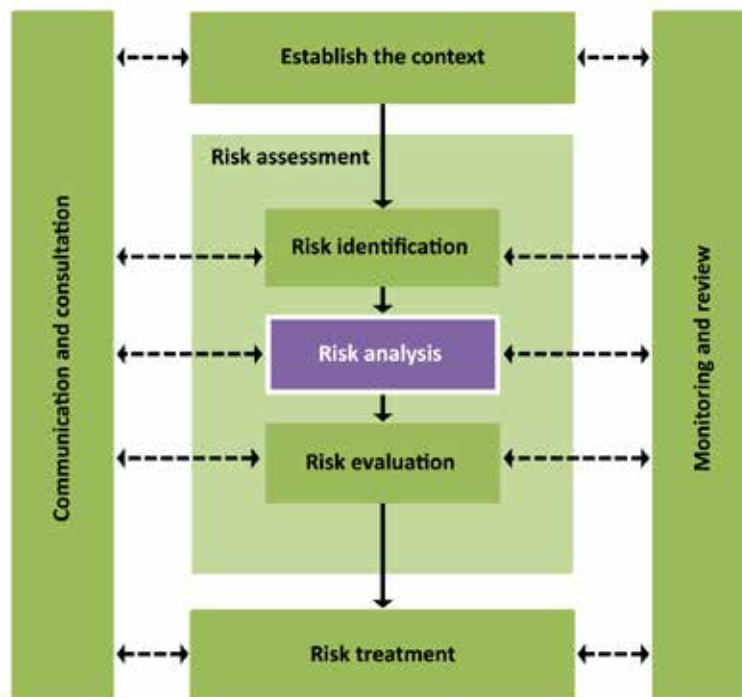 Establish the context
Risk assessment
Communication and consultation
Risk identification
Risk analysis
Risk evaluation
Monitoring and review
Risk treatment